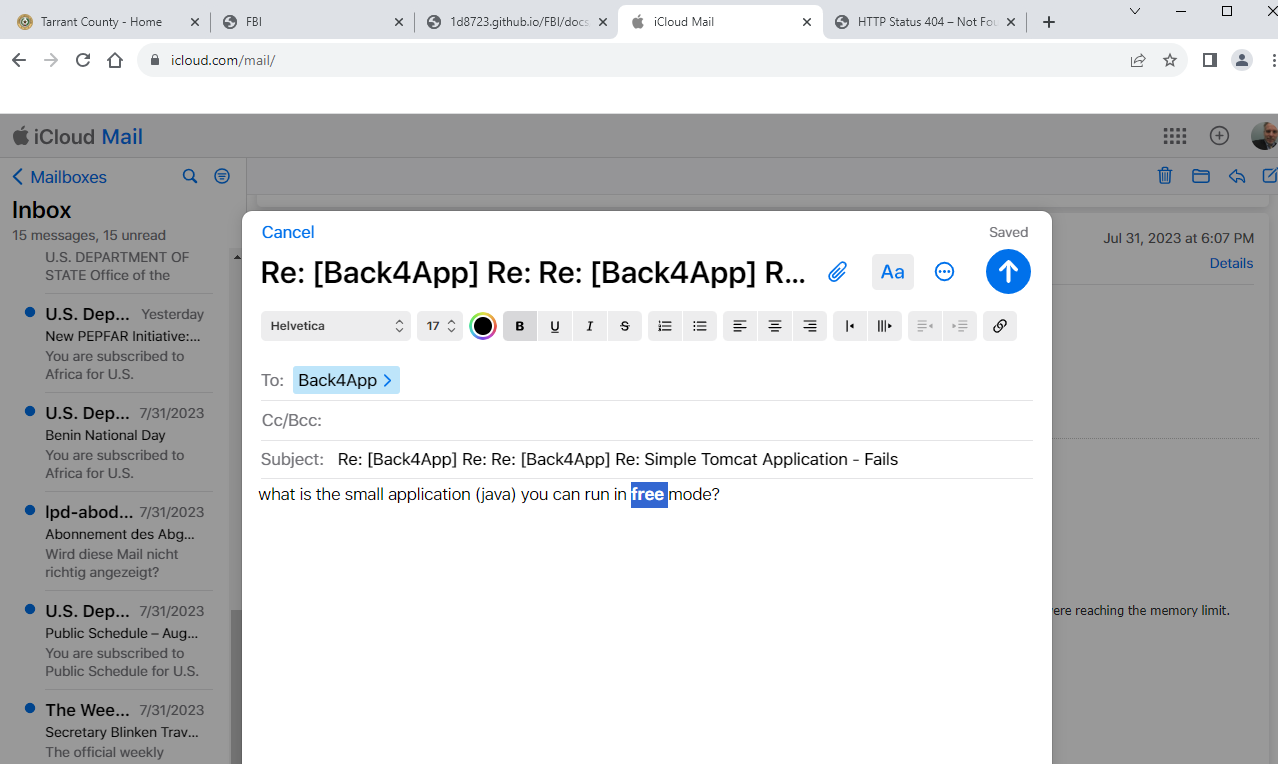 Tarrant County - Home
FBI
1d8723.github.io/FBI/docs
iCloud Mail
HTTP Status 404 – Not Fou
icloud.com/mail/
iCloud Mail
Mailboxes
Inbox
15 messages, 15 unread
U.S. DEPARTMENT OF
STATE Office of the
U.S. Dep... Yesterday
New PEPFAR Initiative:...
You are subscribed to
Africa for U.S.
U.S. Dep... 7/31/2023
Benin National Day
You are subscribed to
Africa for U.S.
lpd-abod... 7/31/2023
Abonnement des Abg...
Wird diese Mail nicht
richtig angezeigt?
U.S. Dep... 7/31/2023
Public Schedule – Aug...
You are subscribed to
Public Schedule for U.S.
The Wee... 7/31/2023
Secretary Blinken Trav...
The official weekly
Cancel
Saved
Re: [Back4App] Re: Re: [Back4App] R...
Aa
Helvetica
17
B U I S
To: Back4App
Cc/Bcc:
Subject: Re: [Back4App] Re: Re: [Back4App] Re: Simple Tomcat Application - Fails
what is the small application (java) you can run in free mode?
Jul 31, 2023 at 6:07 PM
Details
ere reaching the memory limit.